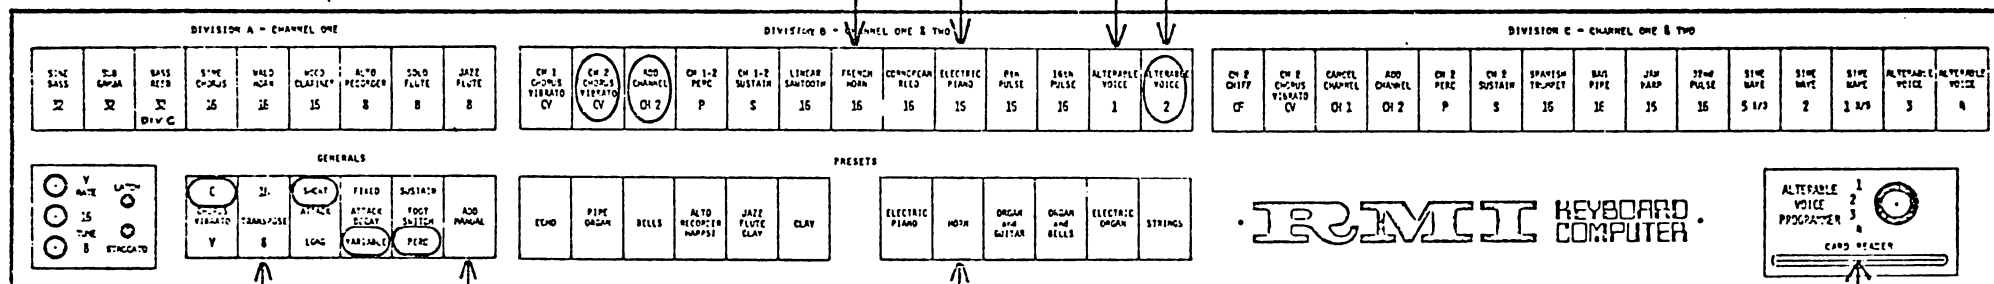 DIVISION A - CHANNEL ONE
DIVISION B - CHANNEL ONE & TWO
DIVISION C - CHANNEL ONE & TWO
SINE BASS 32
SUB GAMBA 32
BASS REED 32 DIV C
SINE CHORUS 16
WALD HORN 16
WOOD CLARINET 16
ALTO RECORDER 8
SOLO FLUTE 8
JAZZ FLUTE 8
CH 1 CHORUS VIBRATO CV
CH 2 CHORUS VIBRATO CV
ADD CHANNEL CH 2
CH 1-2 PERC P
CH 1-2 SUSTAIN S
LINEAR SAWTOOTH 16
FRENCH HORN 16
CORNOPEAN REED 16
ELECTRIC PIANO 16
8TH PULSE 16
16TH PULSE 16
ALTERABLE VOICE 1
ALTERABLE VOICE 2
CH 2 CHIFF CF
CH 2 CHORUS VIBRATO CV
CANCEL CHANNEL CH 1
ADD CHANNEL CH 2
CH 2 PERC P
CH 2 SUSTAIN S
SPANISH TRUMPET 16
BAG PIPE 16
JAW HARP 16
32ND PULSE 16
SINE WAVE 5 1/3
SINE WAVE 2
SINE WAVE 1 3/5
ALTERABLE VOICE 3
ALTERABLE VOICE 4
GENERALS
PRESETS
V RATE
16
TUNE
8
LATCH
STACCATO
C CHORUS VIBRATO V
16 TRANSPOSE 8
SHORT ATTACK LONG
FIXED ATTACK DECAY VARIABLE
SUSTAIN FOOT SWITCH PERC
ADD MANUAL
ECHO
PIPE ORGAN
BELLS
ALTO RECORDER HARPSI
JAZZ FLUTE CLAV
CLAV
ELECTRIC PIANO
HORN
ORGAN and GUITAR
ORGAN and BELLS
ELECTRIC ORGAN
STRINGS
RMI KEYBOARD COMPUTER
ALTERABLE VOICE PROGRAMMER
1
2
3
4
CARD READER